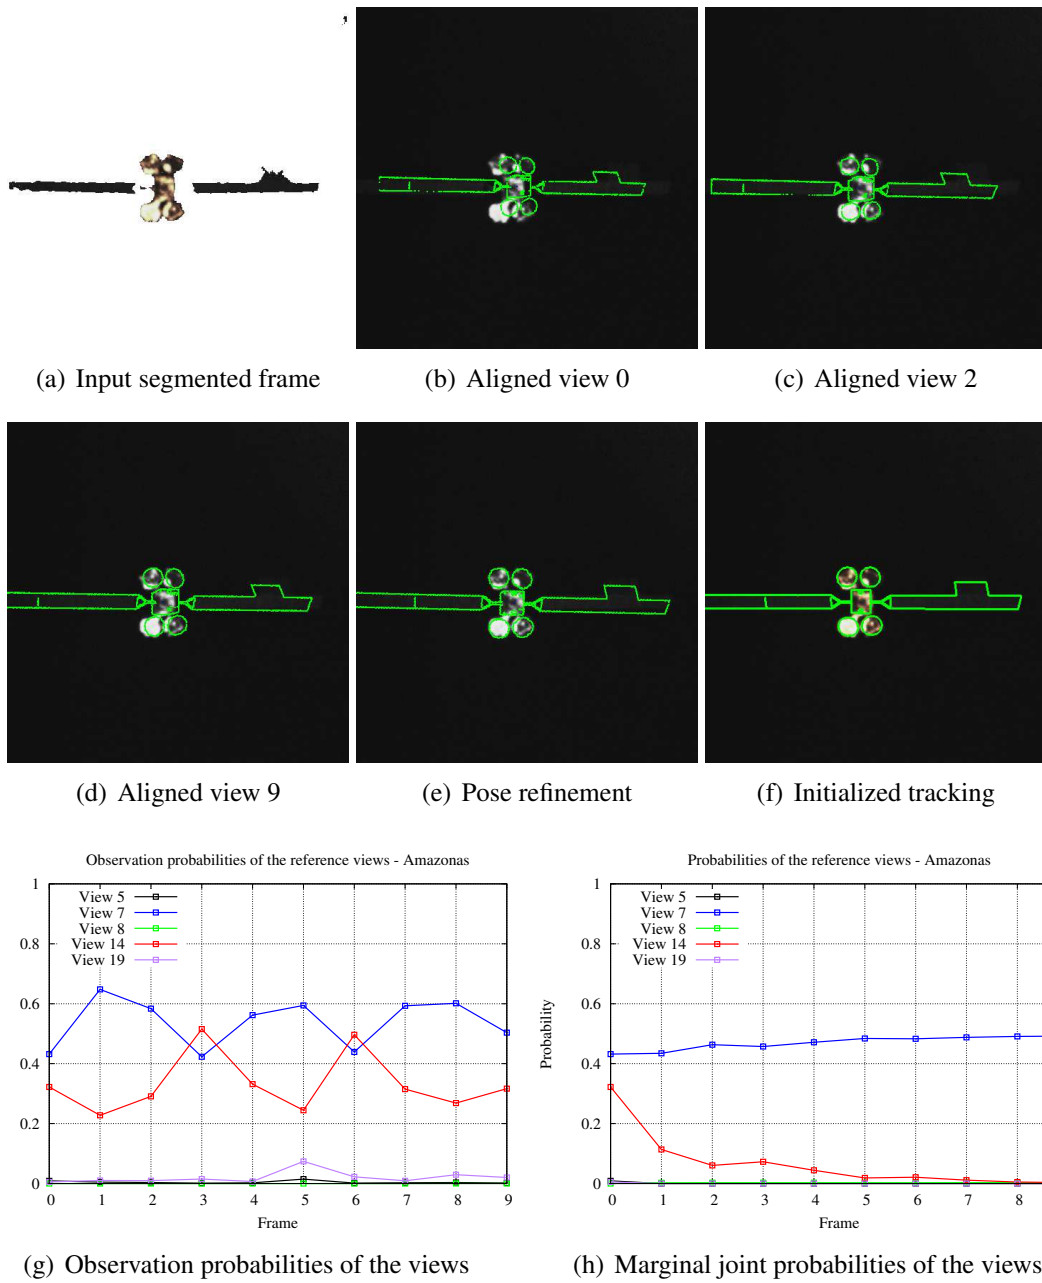 (a) Input segmented frame
(b) Aligned view 0
(c) Aligned view 2
(d) Aligned view 9
(e) Pose refinement
(f) Initialized tracking
Observation probabilities of the reference views - Amazonas
1
0.8
0.6
0.4
0.2
0
View 5
View 7
View 8
View 14
View 19
0 1 2 3 4 5 6 7 8 9
Frame
(g) Observation probabilities of the views
Probabilities of the reference views - Amazonas
Probability
1
0.8
0.6
0.4
0.2
0
View 5
View 7
View 8
View 14
View 19
0 1 2 3 4 5 6 7 8
Frame
(h) Marginal joint probabilities of the views